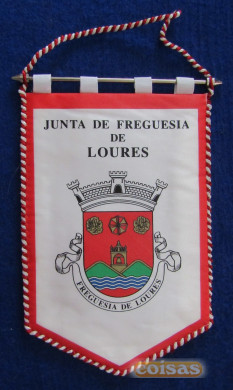 JUNTA DE FREGUESIA
DE
LOURES
FREGUESIA DE LOURES
coisas